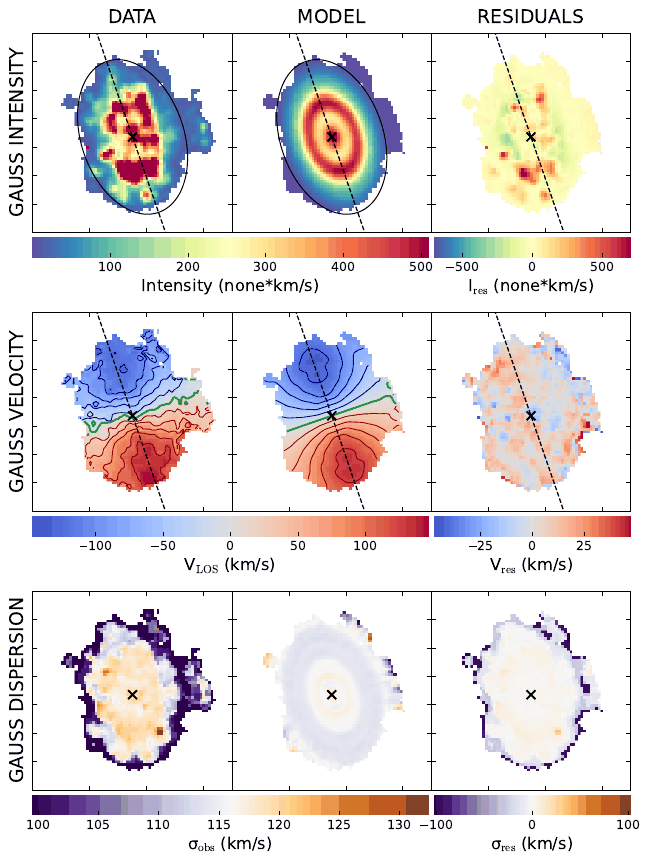 DATA MODEL RESIDUALS
GAUSS INTENSITY
100 200 300 400 500 −500 0 500
Intensity (none*km/s) I_res (none*km/s)
GAUSS VELOCITY
−100 −50 0 50 100 −25 0 25
V_LOS (km/s) V_res (km/s)
GAUSS DISPERSION
100 105 110 115 120 125 130 −100 0 100
σ_obs (km/s) σ_res (km/s)